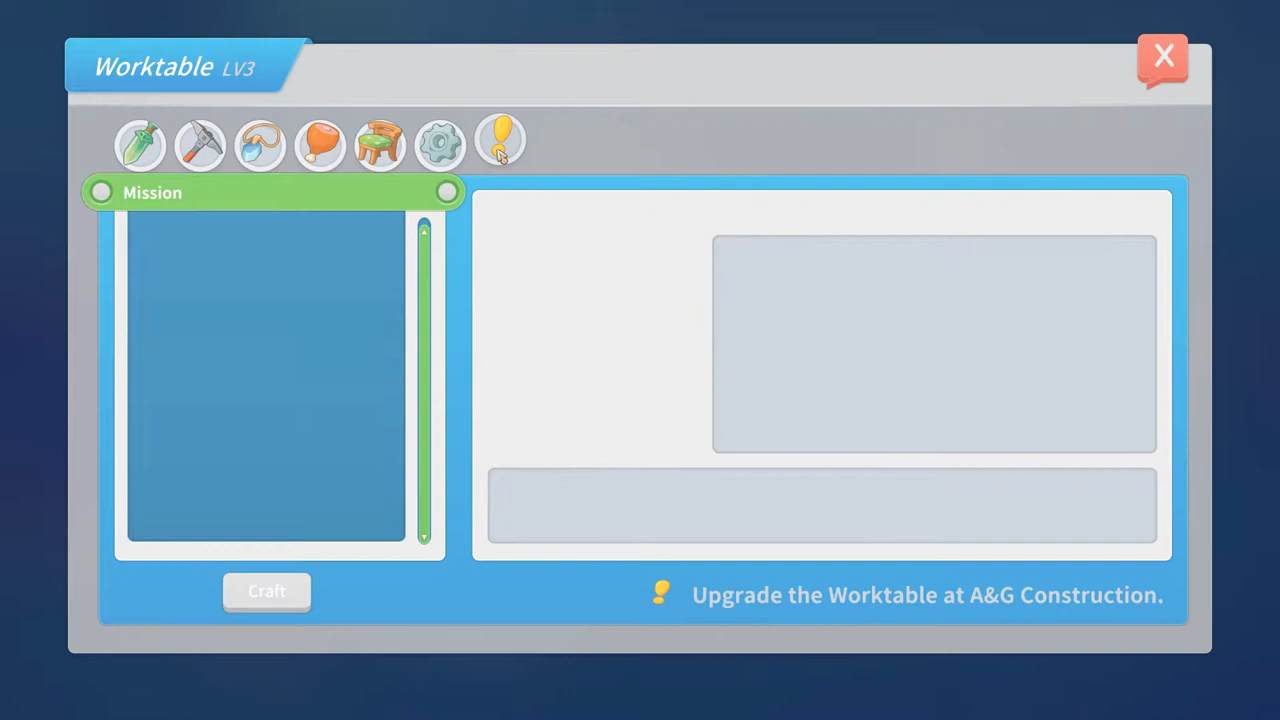 Worktable LV3
X
Mission
Craft
Upgrade the Worktable at A&G Construction.